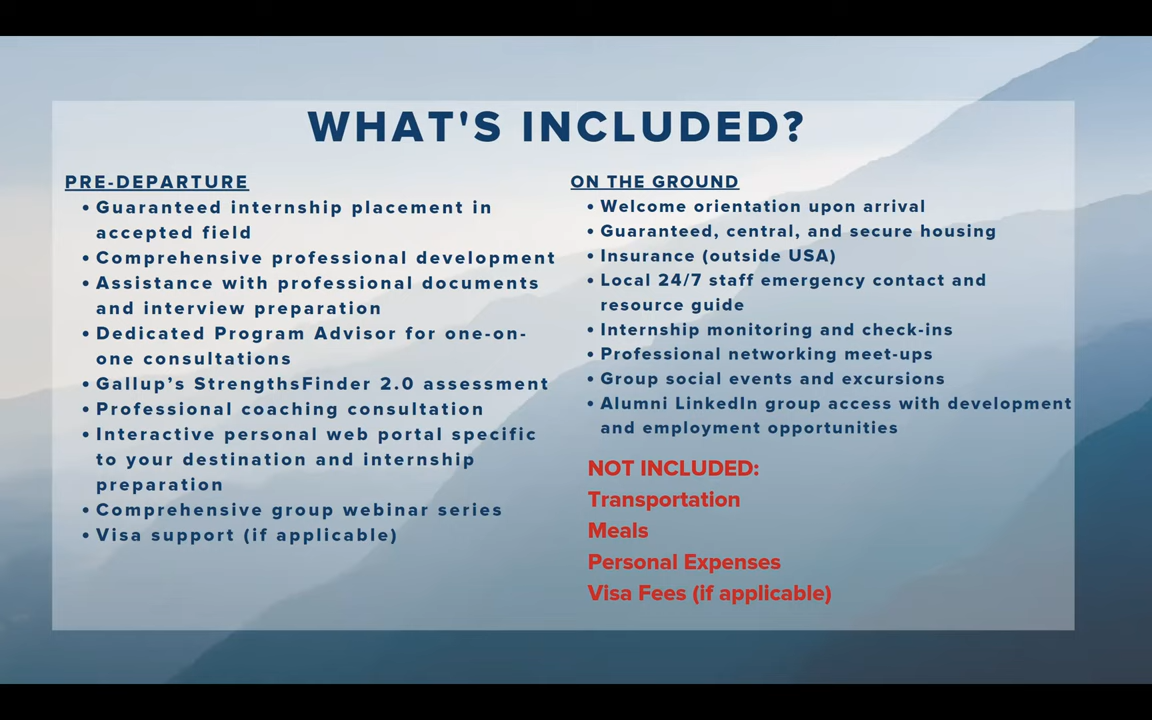 WHAT'S INCLUDED?
PRE-DEPARTURE
• Guaranteed internship placement in
accepted field
• Comprehensive professional development
• Assistance with professional documents
and interview preparation
• Dedicated Program Advisor for one-on-
one consultations
• Gallup’s StrengthsFinder 2.0 assessment
• Professional coaching consultation
• Interactive personal web portal specific
to your destination and internship
preparation
• Comprehensive group webinar series
• Visa support (if applicable)
ON THE GROUND
• Welcome orientation upon arrival
• Guaranteed, central, and secure housing
• Insurance (outside USA)
• Local 24/7 staff emergency contact and
resource guide
• Internship monitoring and check-ins
• Professional networking meet-ups
• Group social events and excursions
• Alumni LinkedIn group access with development
and employment opportunities
NOT INCLUDED:
Transportation
Meals
Personal Expenses
Visa Fees (if applicable)